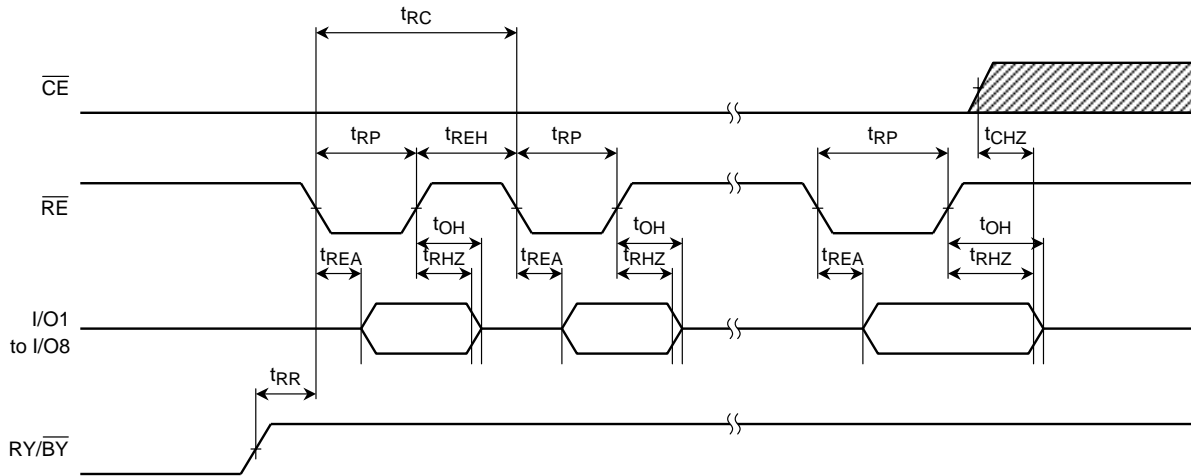 tRC
CE
tRP tREH tRP tRP tCHZ
RE
tOH tOH tOH
tREA tRHZ tREA tRHZ tREA tRHZ
I/O1
to I/O8
tRR
RY/BY